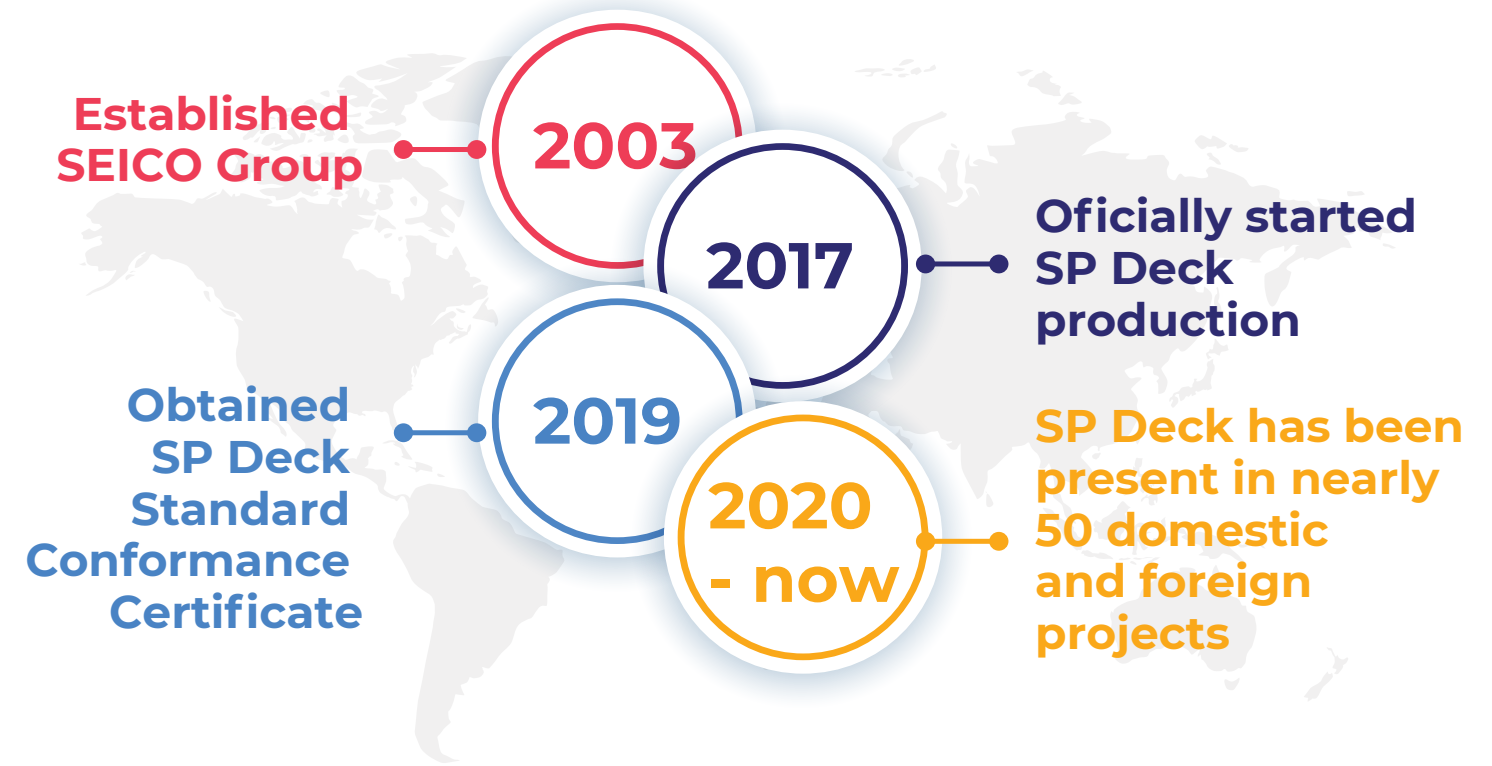 Established
SEICO Group
2003
2017
Oficially started
SP Deck
production
Obtained
SP Deck
Standard
Conformance
Certificate
2019
2020
- now
SP Deck has been
present in nearly
50 domestic
and foreign
projects